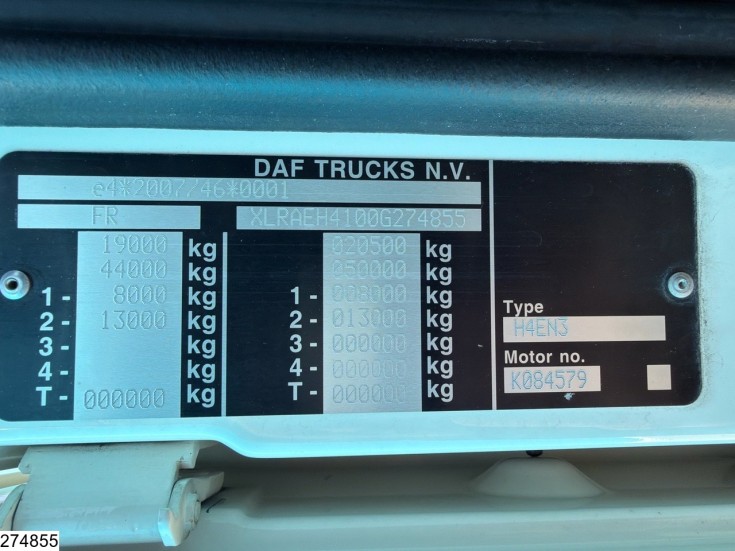 DAF TRUCKS N.V.
e4*2007/46*0001
FR XLRAEH4100G274855
19000 kg 020500 kg
44000 kg 050000 kg
1- 8000 kg 1- 008000 kg
2- 13000 kg 2- 013000 kg
3- kg 3- 000000 kg
4- kg 4- 000000 kg
T- 000000 kg T- 000000 kg
Type
H4EN3
Motor no.
K084579
274855